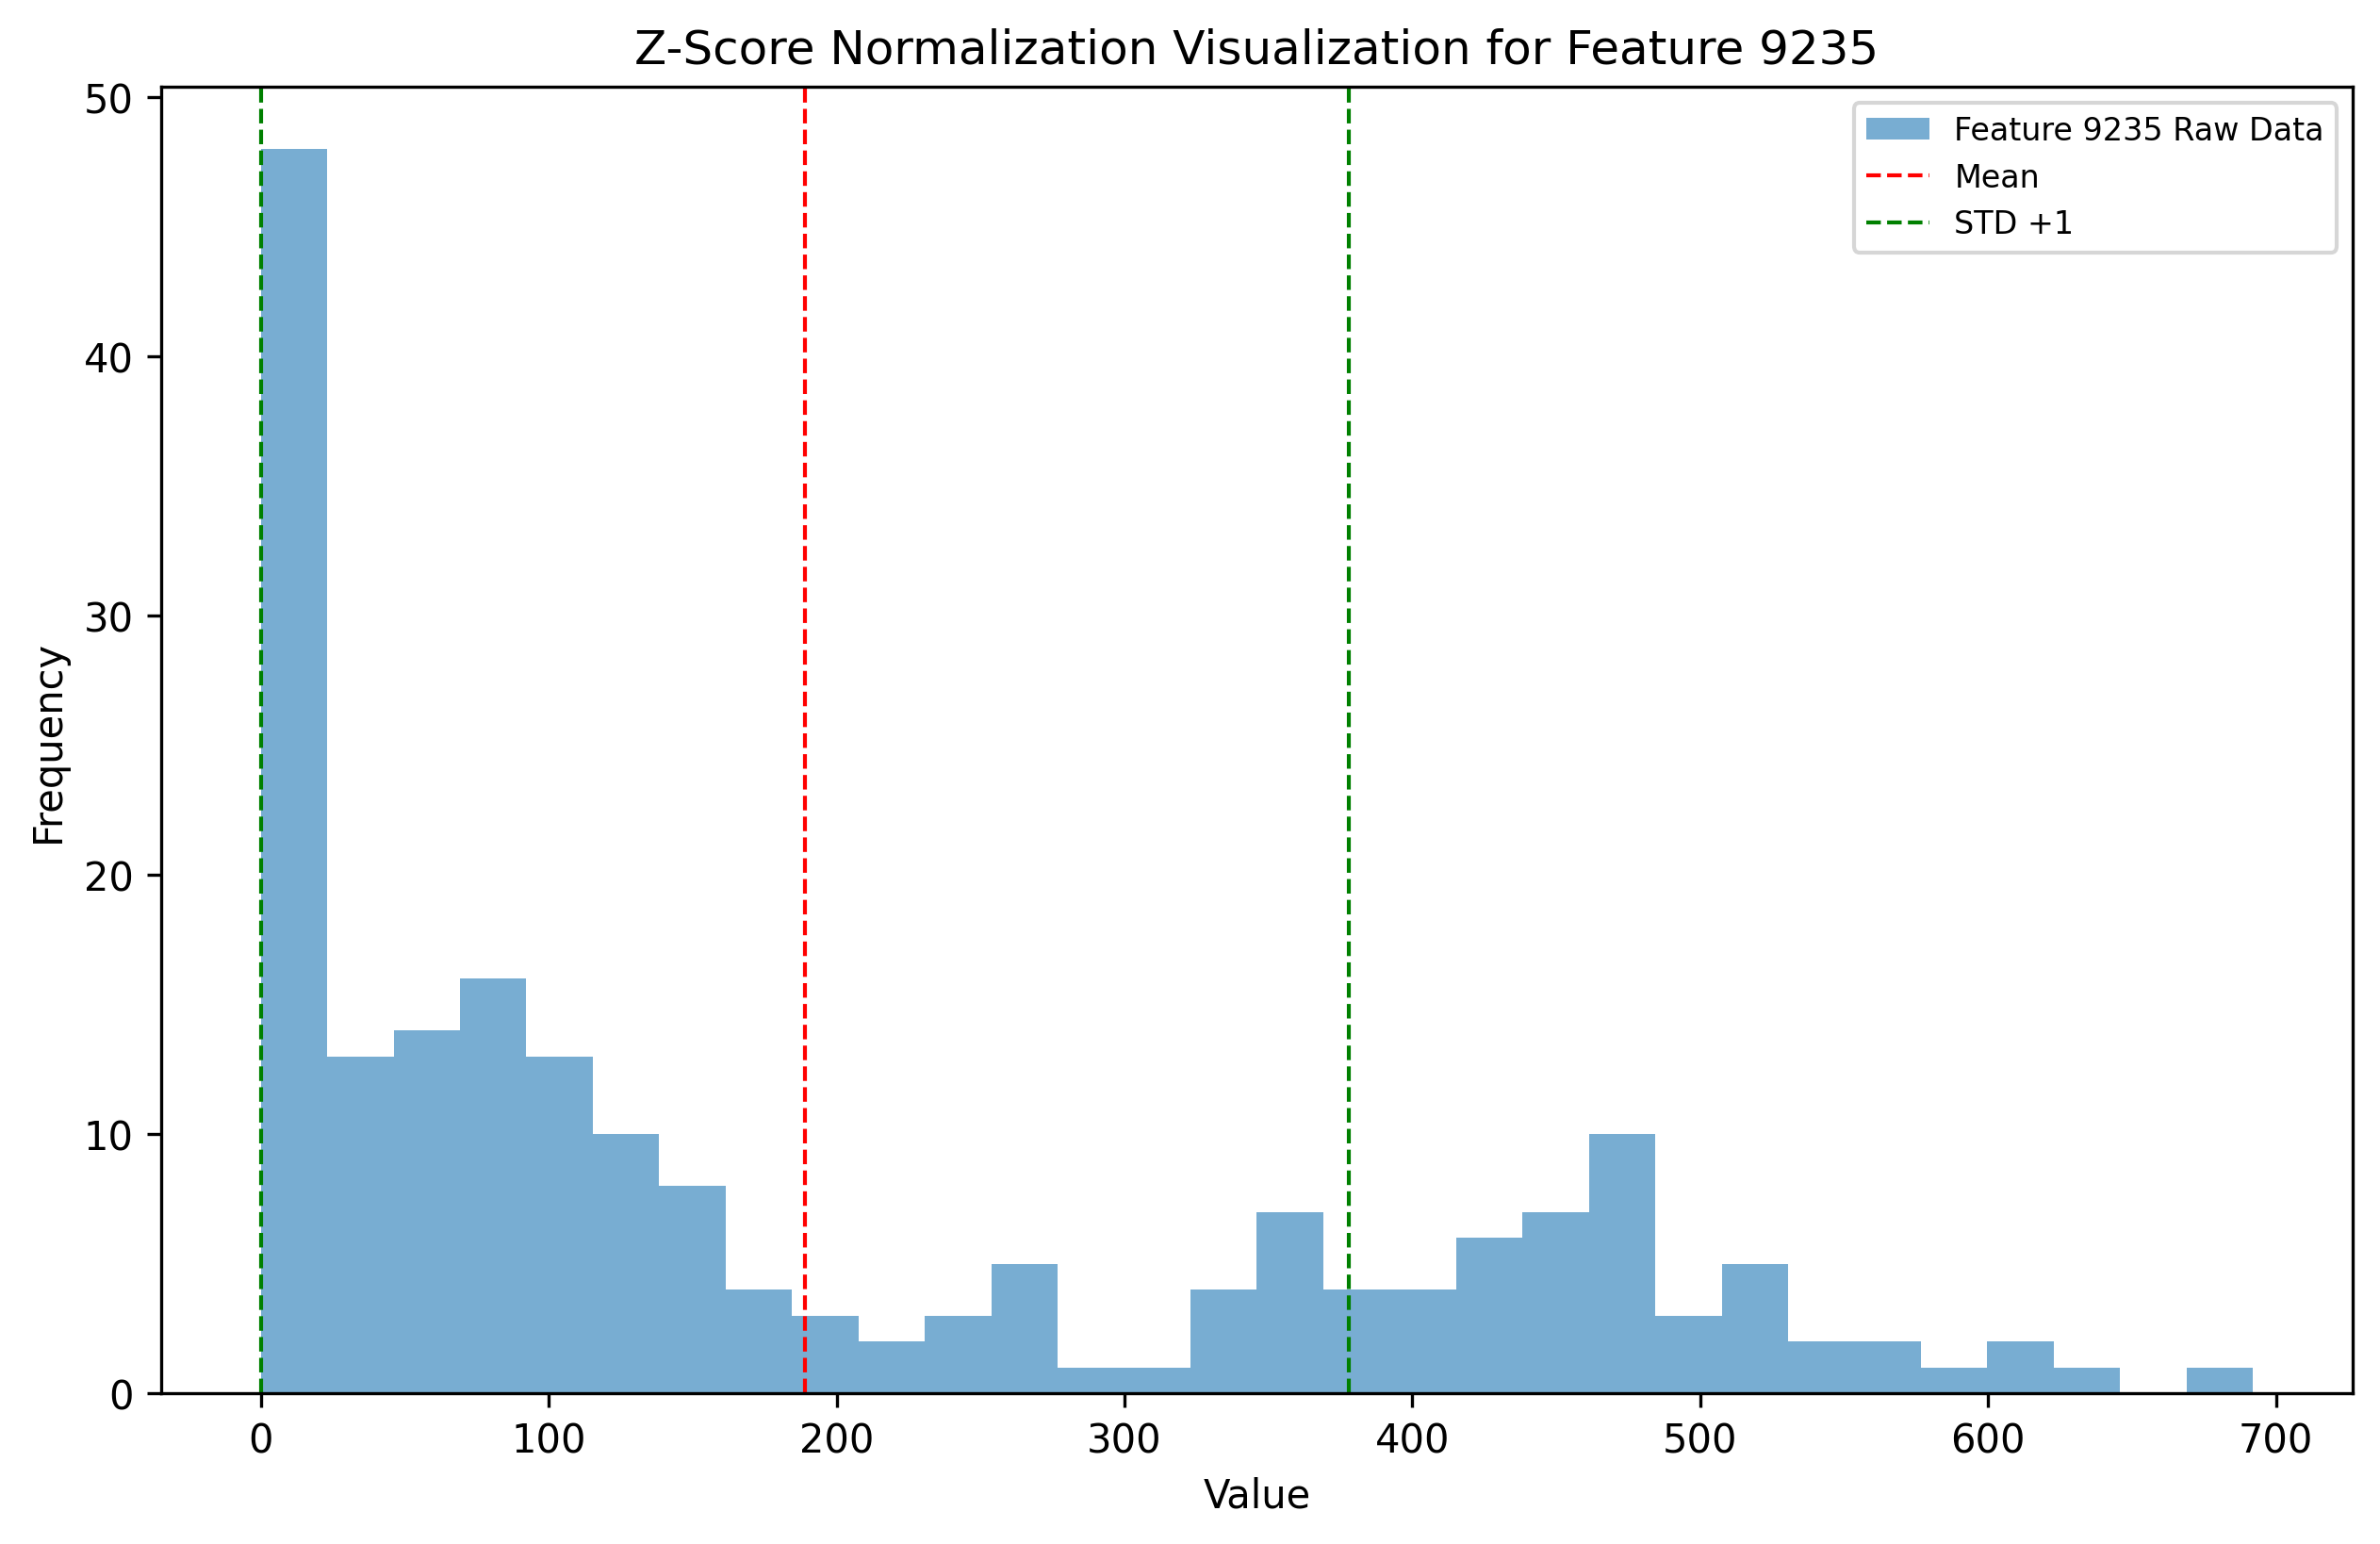 Z-Score Normalization Visualization for Feature 9235
Feature 9235 Raw Data
Mean
STD +1
Frequency
50
40
30
20
10
0
0 100 200 300 400 500 600 700
Value